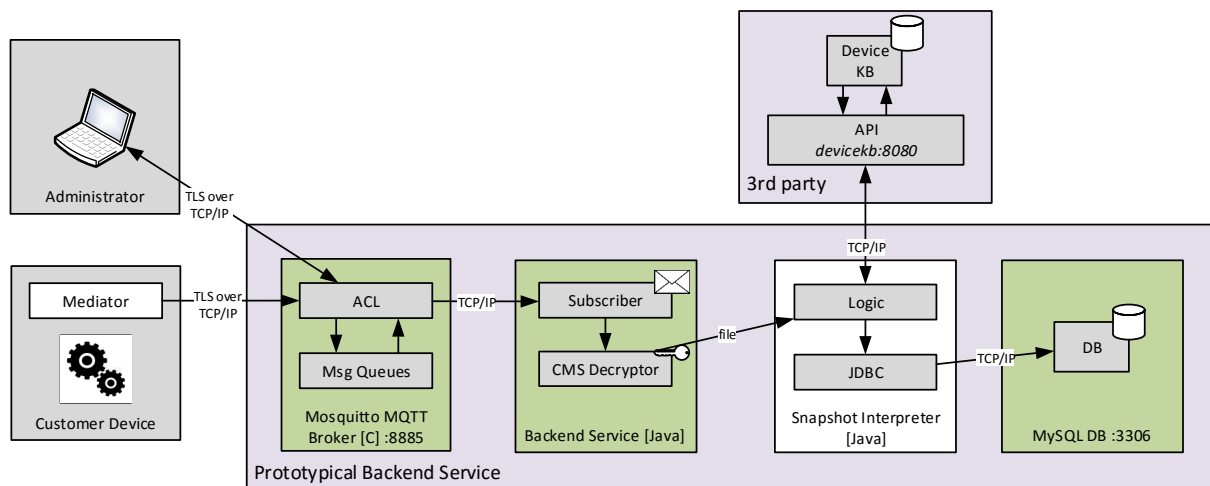 Device
KB
API
devicekb:8080
3rd party
Administrator
TLS over
TCP/IP
TCP/IP
Mediator
Customer Device
TLS over
TCP/IP
ACL
Msg Queues
Mosquitto MQTT
Broker [C] :8885
TCP/IP
Subscriber
CMS Decryptor
Backend Service [Java]
file
Logic
JDBC
Snapshot Interpreter
[Java]
TCP/IP
DB
MySQL DB :3306
Prototypical Backend Service